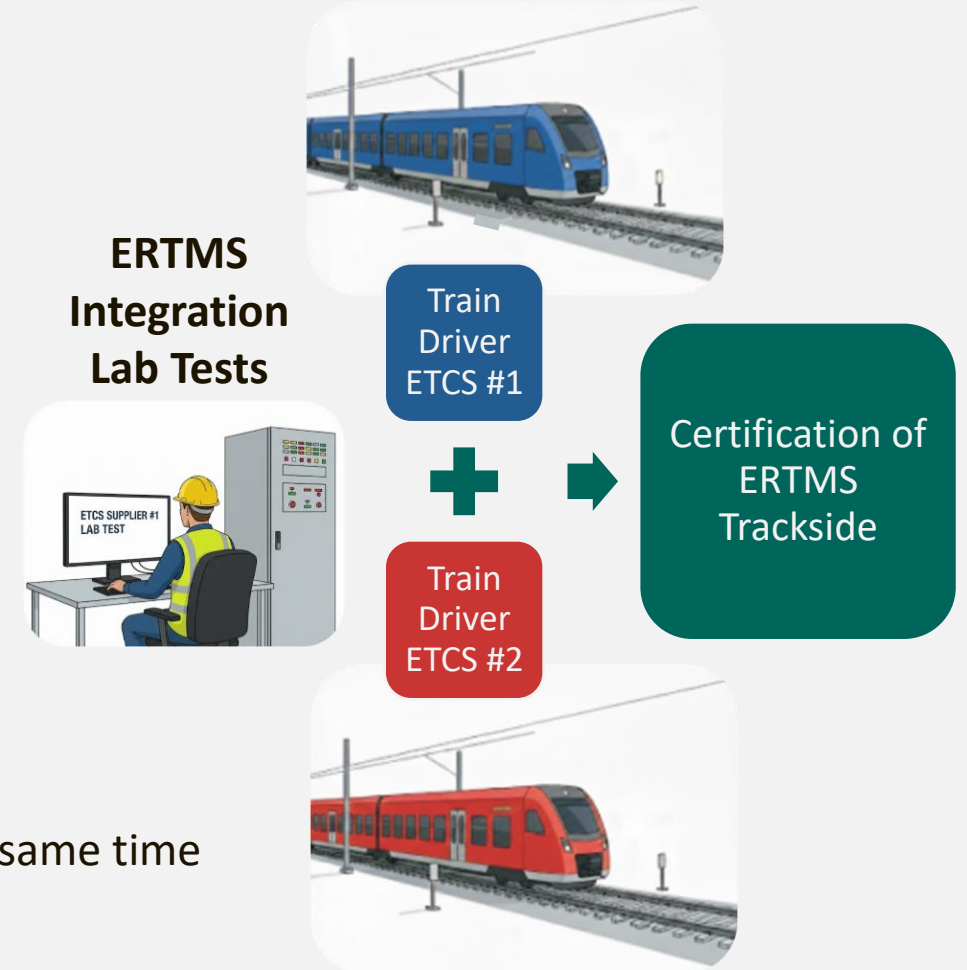 ERTMS
Integration
Lab Tests
ETCS SUPPLIER #1
LAB TEST
Train
Driver
ETCS #1
Train
Driver
ETCS #2
Certification of
ERTMS
Trackside
same time